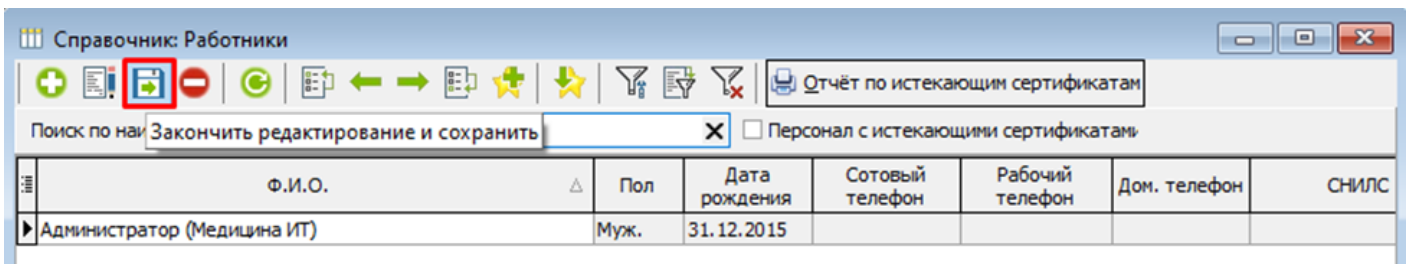 Справочник: Работники
Отчёт по истекающим сертификатам
Поиск по наи
Закончить редактирование и сохранить
Персонал с истекающими сертификатами
Ф.И.О.
Пол
Дата рождения
Сотовый телефон
Рабочий телефон
Дом. телефон
СНИЛС
Администратор (Медицина ИТ)
Муж.
31.12.2015